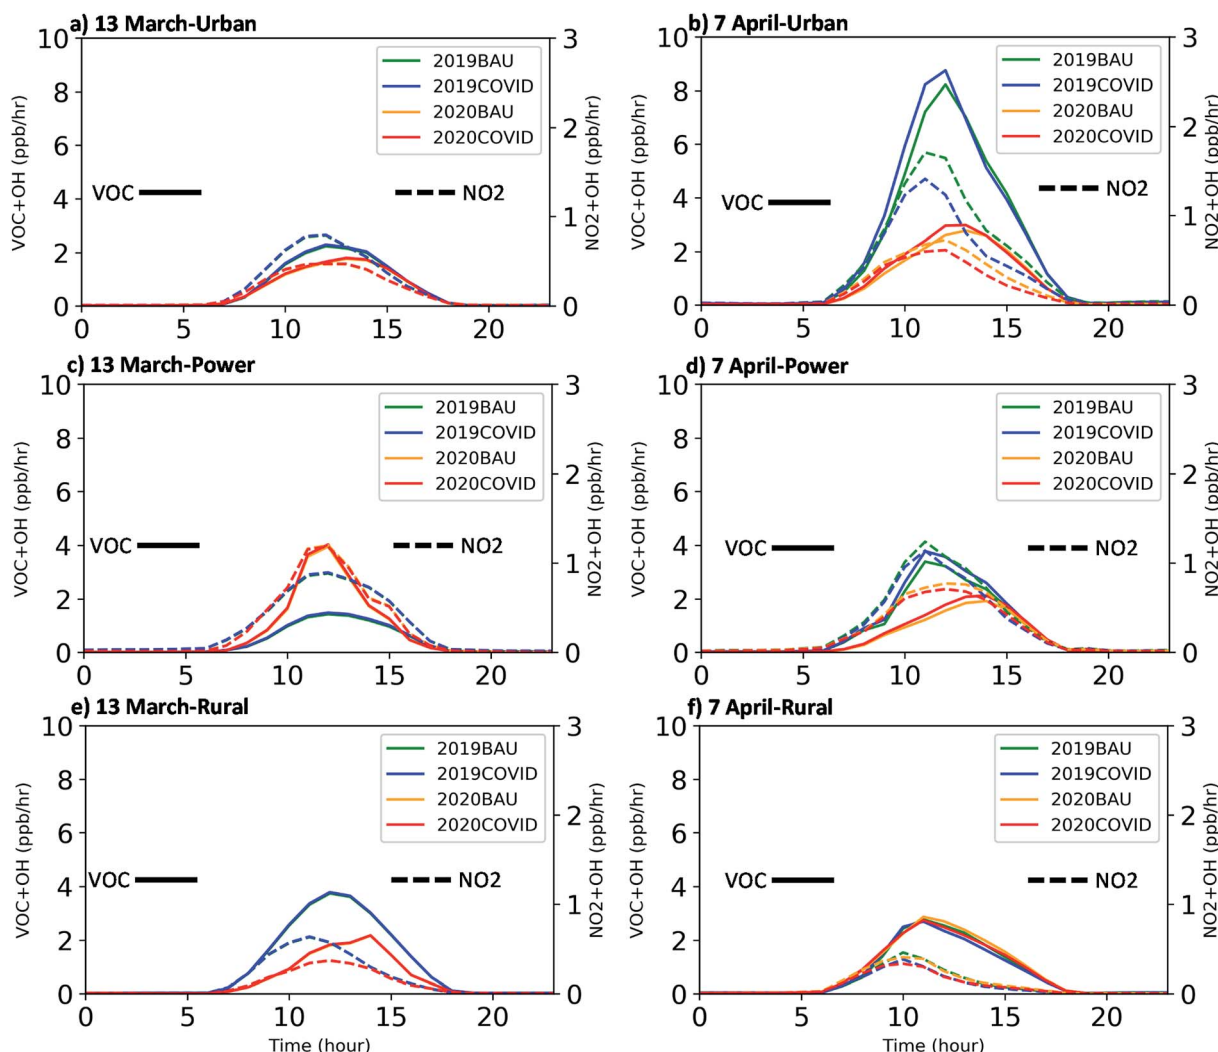 a) 13 March-Urban
10
8
6
4
2
0
VOC+OH (ppb/hr)
3
2
1
0
NO2+OH (ppb/hr)
2019BAU
2019COVID
2020BAU
2020COVID
VOC
NO2
0 5 10 15 20
b) 7 April-Urban
10
8
6
4
2
0
VOC+OH (ppb/hr)
3
2
1
0
NO2+OH (ppb/hr)
2019BAU
2019COVID
2020BAU
2020COVID
VOC
NO2
0 5 10 15 20
c) 13 March-Power
10
8
6
4
2
0
VOC+OH (ppb/hr)
3
2
1
0
NO2+OH (ppb/hr)
2019BAU
2019COVID
2020BAU
2020COVID
VOC
NO2
0 5 10 15 20
d) 7 April-Power
10
8
6
4
2
0
VOC+OH (ppb/hr)
3
2
1
0
NO2+OH (ppb/hr)
2019BAU
2019COVID
2020BAU
2020COVID
VOC
NO2
0 5 10 15 20
e) 13 March-Rural
10
8
6
4
2
0
VOC+OH (ppb/hr)
3
2
1
0
NO2+OH (ppb/hr)
2019BAU
2019COVID
2020BAU
2020COVID
VOC
NO2
0 5 10 15 20
Time (hour)
f) 7 April-Rural
10
8
6
4
2
0
VOC+OH (ppb/hr)
3
2
1
0
NO2+OH (ppb/hr)
2019BAU
2019COVID
2020BAU
2020COVID
VOC
NO2
0 5 10 15 20
Time (hour)